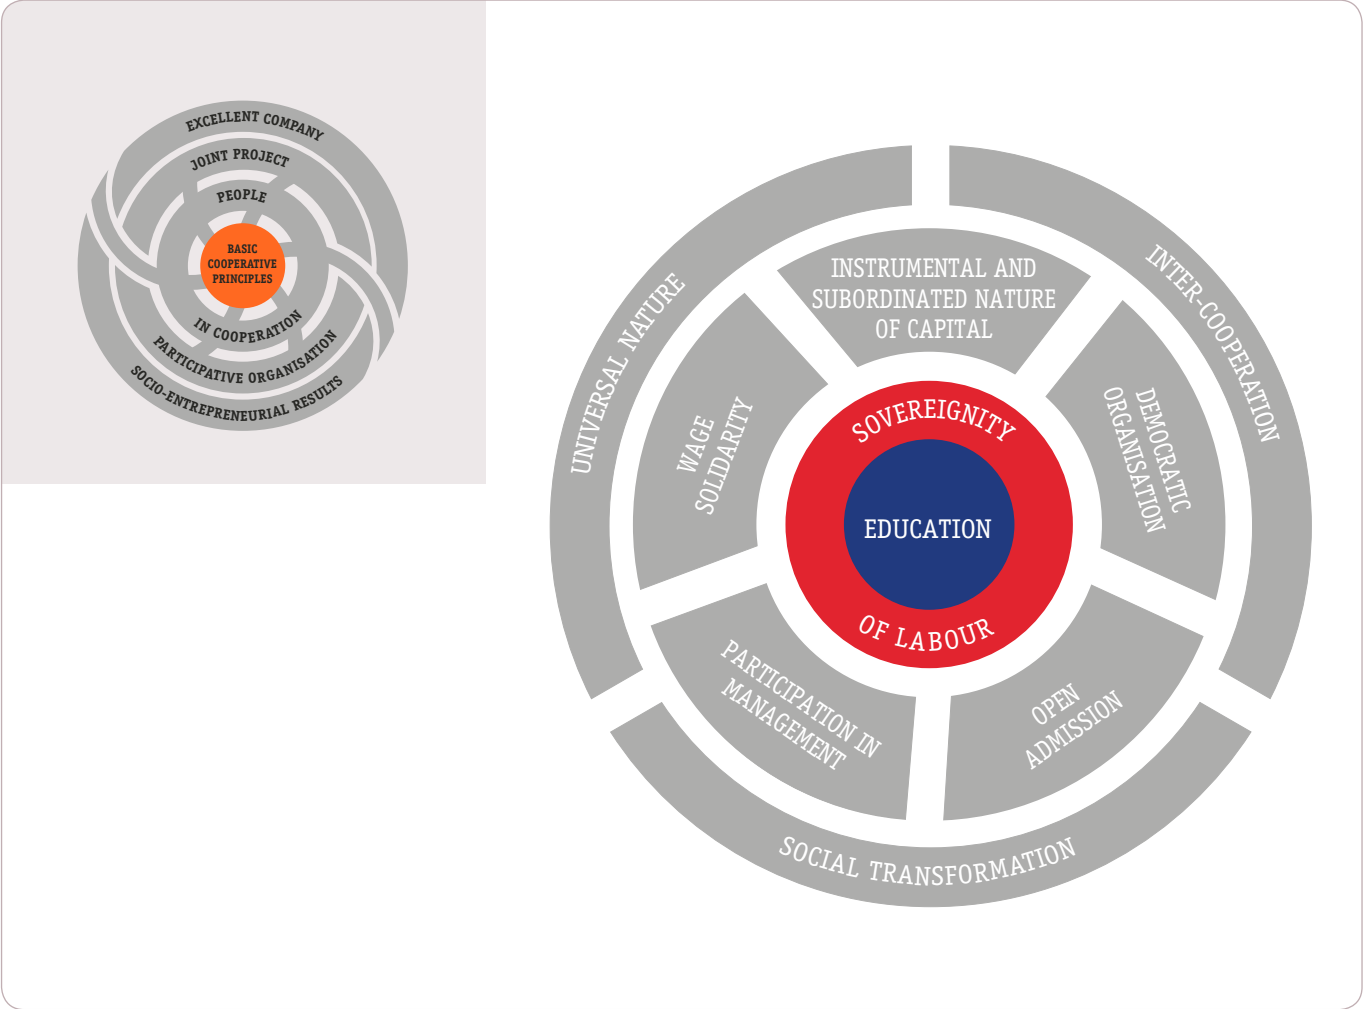 EXCELLENT COMPANY
JOINT PROJECT
PEOPLE
BASIC
COOPERATIVE
PRINCIPLES
IN COOPERATION
PARTICIPATIVE ORGANISATION
SOCIO-ENTREPRENEURIAL RESULTS
UNIVERSAL NATURE
INTER-COOPERATION
INSTRUMENTAL AND
SUBORDINATED NATURE
OF CAPITAL
WAGE
SOLIDARITY
DEMOCRATIC
ORGANISATION
SOVEREIGNITY
EDUCATION
OF LABOUR
PARTICIPATION IN
MANAGEMENT
OPEN
ADMISSION
SOCIAL TRANSFORMATION